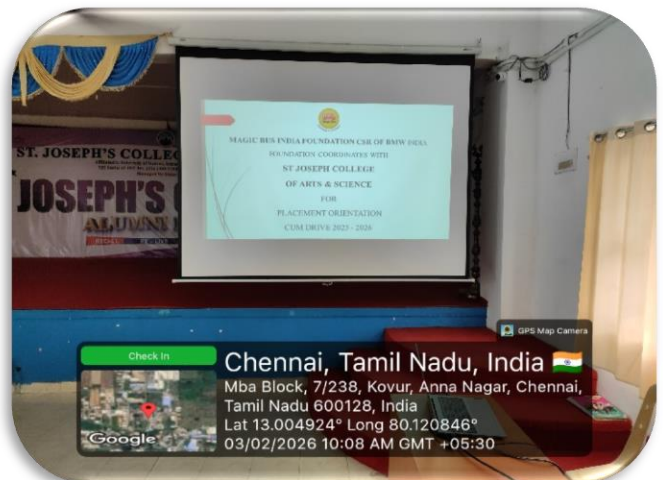 ST. JOSEPH'S COLLEG
JOSEPH'S
ALUMNI
MAGIC BUS INDIA FOUNDATION CSR OF BMW INDIA
FOUNDATION COORDINATES WITH
ST JOSEPH COLLEGE
OF ARTS & SCIENCE
FOR
PLACEMENT ORIENTATION
CUM DRIVE 2025 - 2026
GPS Map Camera
Check In
Chennai, Tamil Nadu, India
Mba Block, 7/238, Kovur, Anna Nagar, Chennai,
Tamil Nadu 600128, India
Lat 13.004924° Long 80.120846°
03/02/2026 10:08 AM GMT +05:30
Google